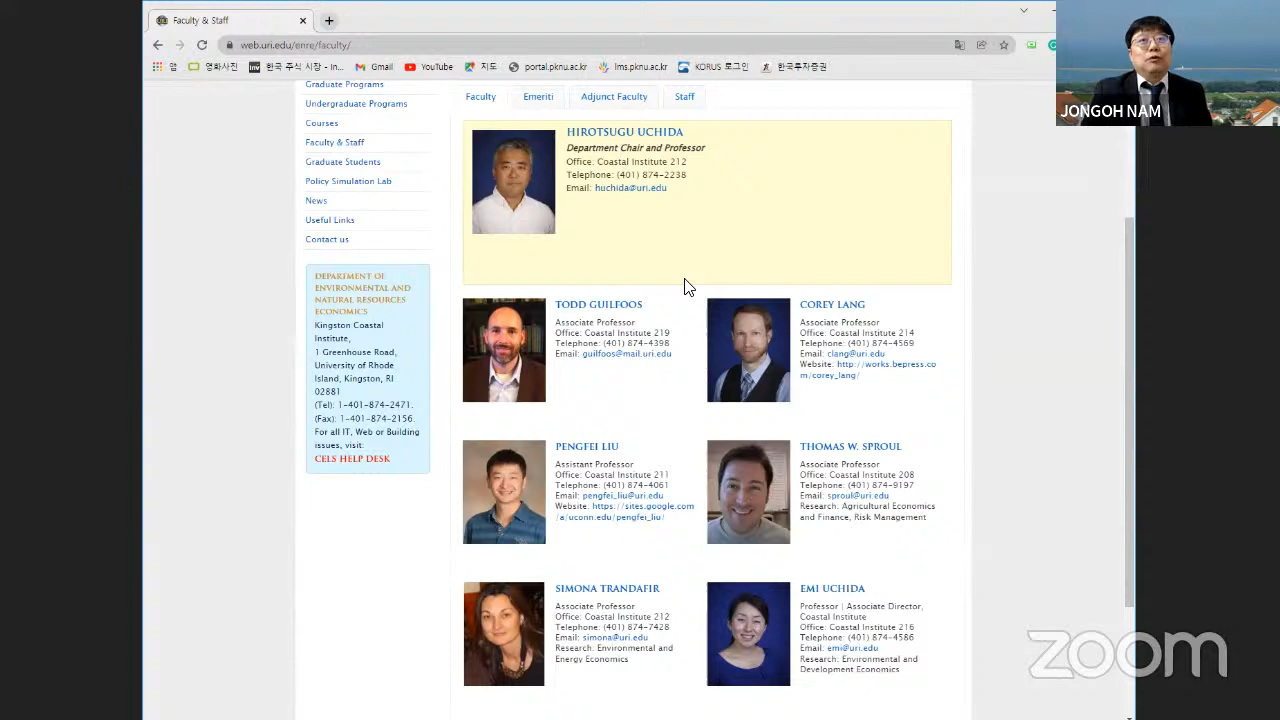 Faculty & Staff
web.uri.edu/enre/faculty/
앱
영화사진
한국 주식 시장 - In...
Gmail
YouTube
지도
portal.pknu.ac.kr
lms.pknu.ac.kr
KORUS 로그인
한국투자증권
JONGOH NAM
Graduate Programs
Undergraduate Programs
Courses
Faculty & Staff
Graduate Students
Policy Simulation Lab
News
Useful Links
Contact us
DEPARTMENT OF
ENVIRONMENTAL AND
NATURAL RESOURCES
ECONOMICS
Kingston Coastal
Institute,
1 Greenhouse Road,
University of Rhode
Island, Kingston, RI
02881
(Tel): 1-401-874-2471.
(Fax): 1-401-874-2156.
For all IT, Web or Building
issues, visit:
CELS HELP DESK
Faculty
Emeriti
Adjunct Faculty
Staff
HIROTSUGU UCHIDA
Department Chair and Professor
Office: Coastal Institute 212
Telephone: (401) 874-2238
Email: huchida@uri.edu
TODD GUILFOOS
Associate Professor
Office: Coastal Institute 219
Telephone: (401) 874-4398
Email: guilfoos@mail.uri.edu
COREY LANG
Associate Professor
Office: Coastal Institute 214
Telephone: (401) 874-4569
Email: clang@uri.edu
Website: http://works.bepress.co
m/corey_lang/
PENGFEI LIU
Assistant Professor
Office: Coastal Institute 211
Telephone: (401) 874-4061
Email: pengfei_liu@uri.edu
Website: https://sites.google.com
/a/uconn.edu/pengfei_liu/
THOMAS W. SPROUL
Associate Professor
Office: Coastal Institute 208
Telephone: (401) 874-9197
Email: sproul@uri.edu
Research: Agricultural Economics
and Finance, Risk Management
SIMONA TRANDAFIR
Associate Professor
Office: Coastal Institute 212
Telephone: (401) 874-7428
Email: simona@uri.edu
Research: Environmental and
Energy Economics
EMI UCHIDA
Professor | Associate Director,
Coastal Institute
Office: Coastal Institute 216
Telephone: (401) 874-4586
Email: emi@uri.edu
Research: Environmental and
Development Economics
zoom